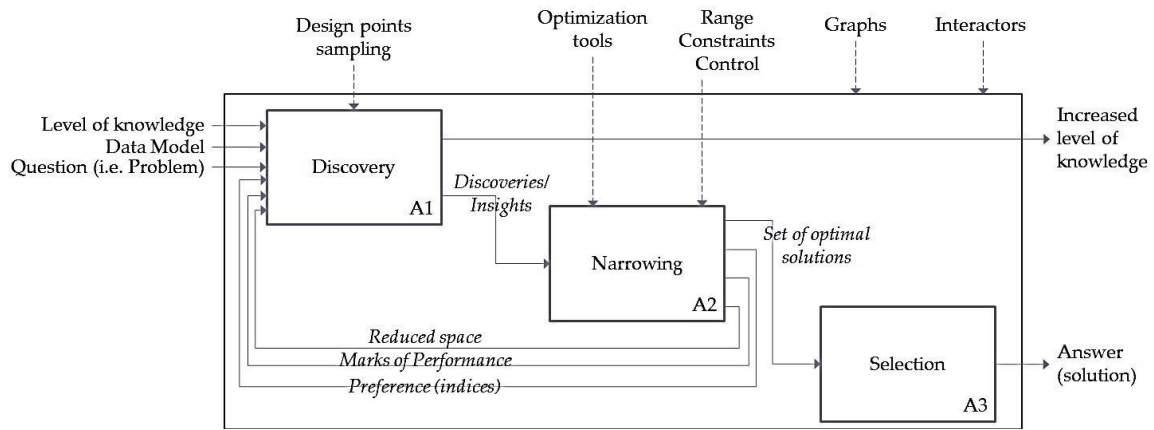 Design points
sampling
Optimization
tools
Range
Constraints
Control
Graphs
Interactors
Level of knowledge
Data Model
Question (i.e. Problem)
Discovery
A1
Increased
level of
knowledge
Discoveries/
Insights
Narrowing
A2
Set of optimal
solutions
Reduced space
Marks of Performance
Preference (indices)
Selection
A3
Answer
(solution)